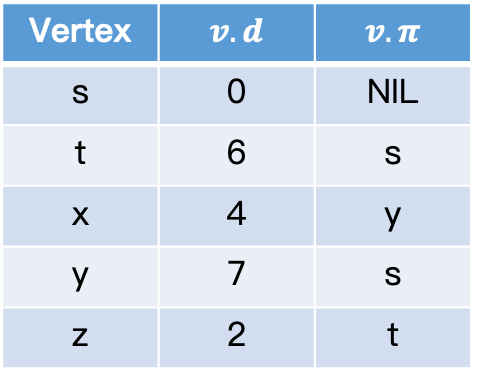 Vertex v.d v.π
s 0 NIL
t 6 s
x 4 y
y 7 s
z 2 t